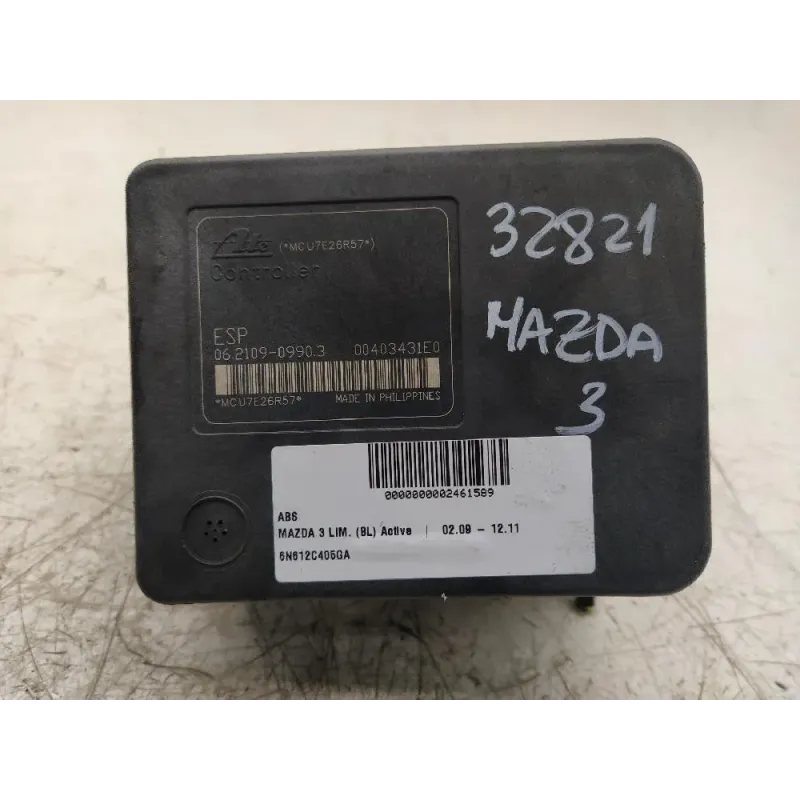 Ate (*MCU7E26R57*)
Controller
ESP
06.2109-0990.3 00403431E0
*MCU7E26R57* MADE IN PHILIPPINES
32821
MAZDA
3
0000000002461589
ABS
MAZDA 3 LIM. (BL) Active | 02.09 - 12.11
6N612C405GA